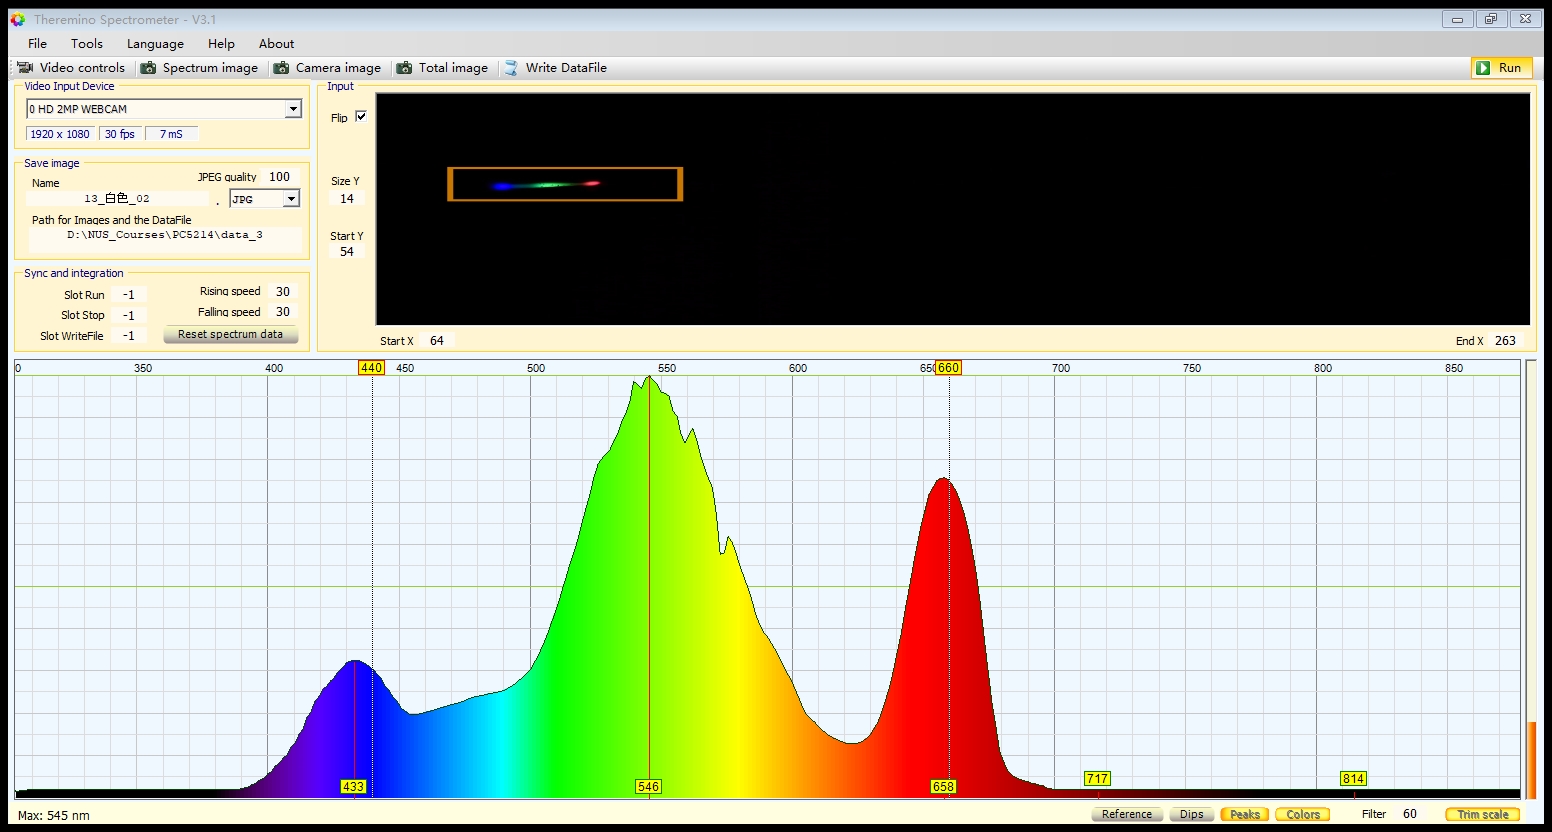 Theremino Spectrometer - V3.1
File Tools Language Help About
Video controls Spectrum image Camera image Total image Write DataFile Run
Video Input Device
0 HD 2MP WEBCAM
1920 x 1080 30 fps 7 mS
Save image
Name JPEG quality 100
13_白色_02 . JPG
Path for Images and the DataFile
D:\NUS_Courses\PC5214\data_3
Sync and integration
Slot Run -1 Rising speed 30
Slot Stop -1 Falling speed 30
Slot WriteFile -1 Reset spectrum data
Input
Flip
Size Y
14
Start Y
54
Start X 64 End X 263
0 350 400 440 450 500 550 600 650 660 700 750 800 850
433 546 658 717 814
Max: 545 nm Reference Dips Peaks Colors Filter 60 Trim scale